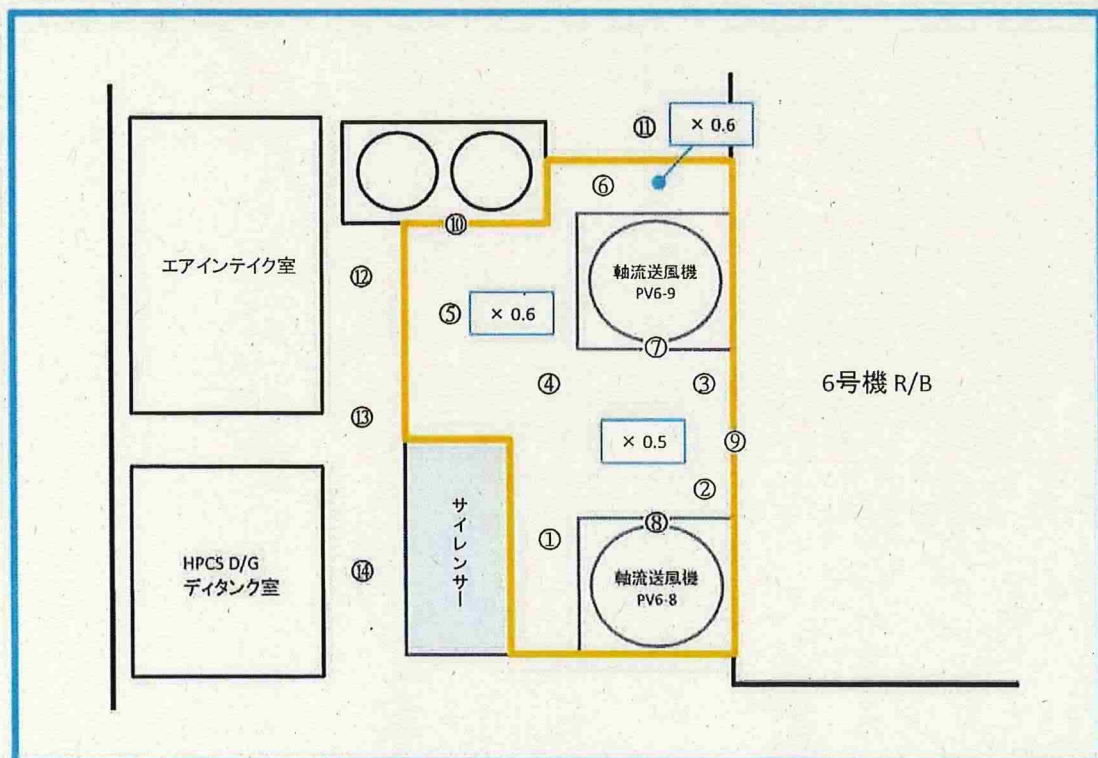 ⑪
× 0.6
⑥
⑩
エアインテイク室
⑫
軸流送風機
PV6-9
⑤
× 0.6
⑦
④
③
6号機 R/B
⑬
× 0.5
⑨
②
サイレンサー
⑧
①
HPCS D/G
ディタンク室
⑭
軸流送風機
PV6-8